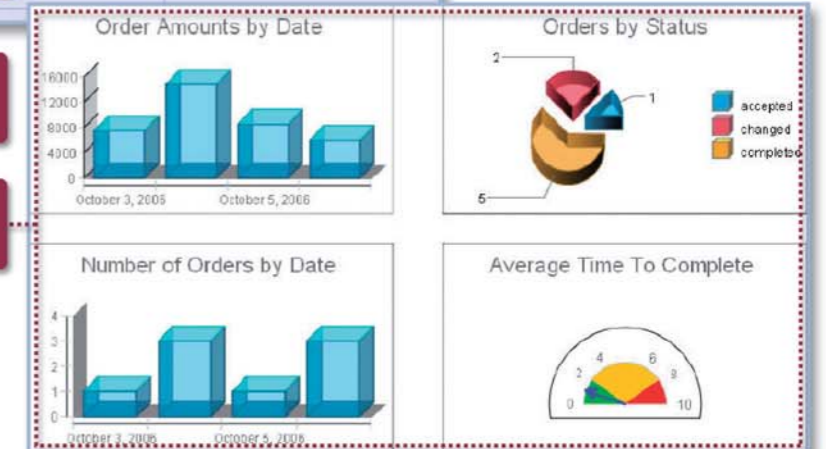 Order Amounts by Date
16000
12000
8000
4000
0
October 3, 2006
October 5, 2006
Orders by Status
2
1
5
accepted
changed
completed
Number of Orders by Date
4
3
2
1
0
October 3, 2006
October 5, 2006
Average Time To Complete
0
2
4
6
8
10